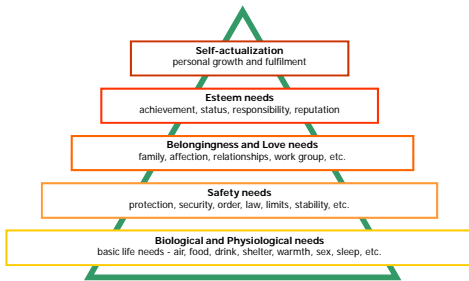 Self-actualization
personal growth and fulfilment
Esteem needs
achievement, status, responsibility, reputation
Belongingness and Love needs
family, affection, relationships, work group, etc.
Safety needs
protection, security, order, law, limits, stability, etc.
Biological and Physiological needs
basic life needs - air, food, drink, shelter, warmth, sex, sleep, etc.